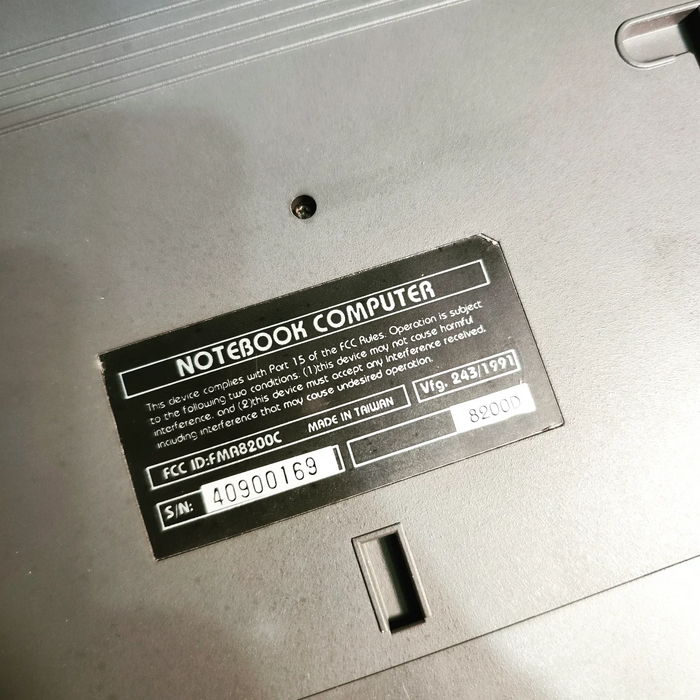 NOTEBOOK COMPUTER
This device complies with Part 15 of the FCC Rules. Operation is subject
to the following two conditions: (1)this device may not cause harmful
interference, and (2)this device must accept any interference received,
including interference that may cause undesired operation.
FCC ID:FMA8200C MADE IN TAIWAN Vfg. 243/1991
S/N: 40900169 8200D